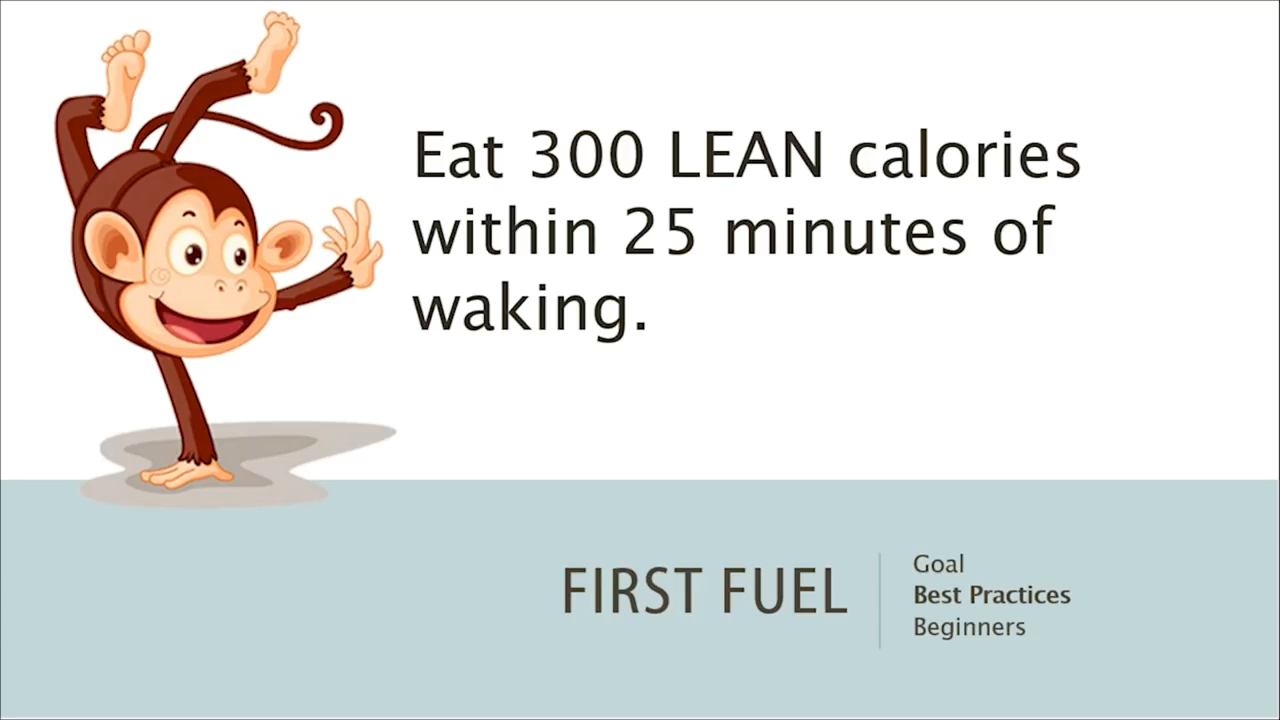 Eat 300 LEAN calories
within 25 minutes of
waking.
FIRST FUEL
Goal
Best Practices
Beginners